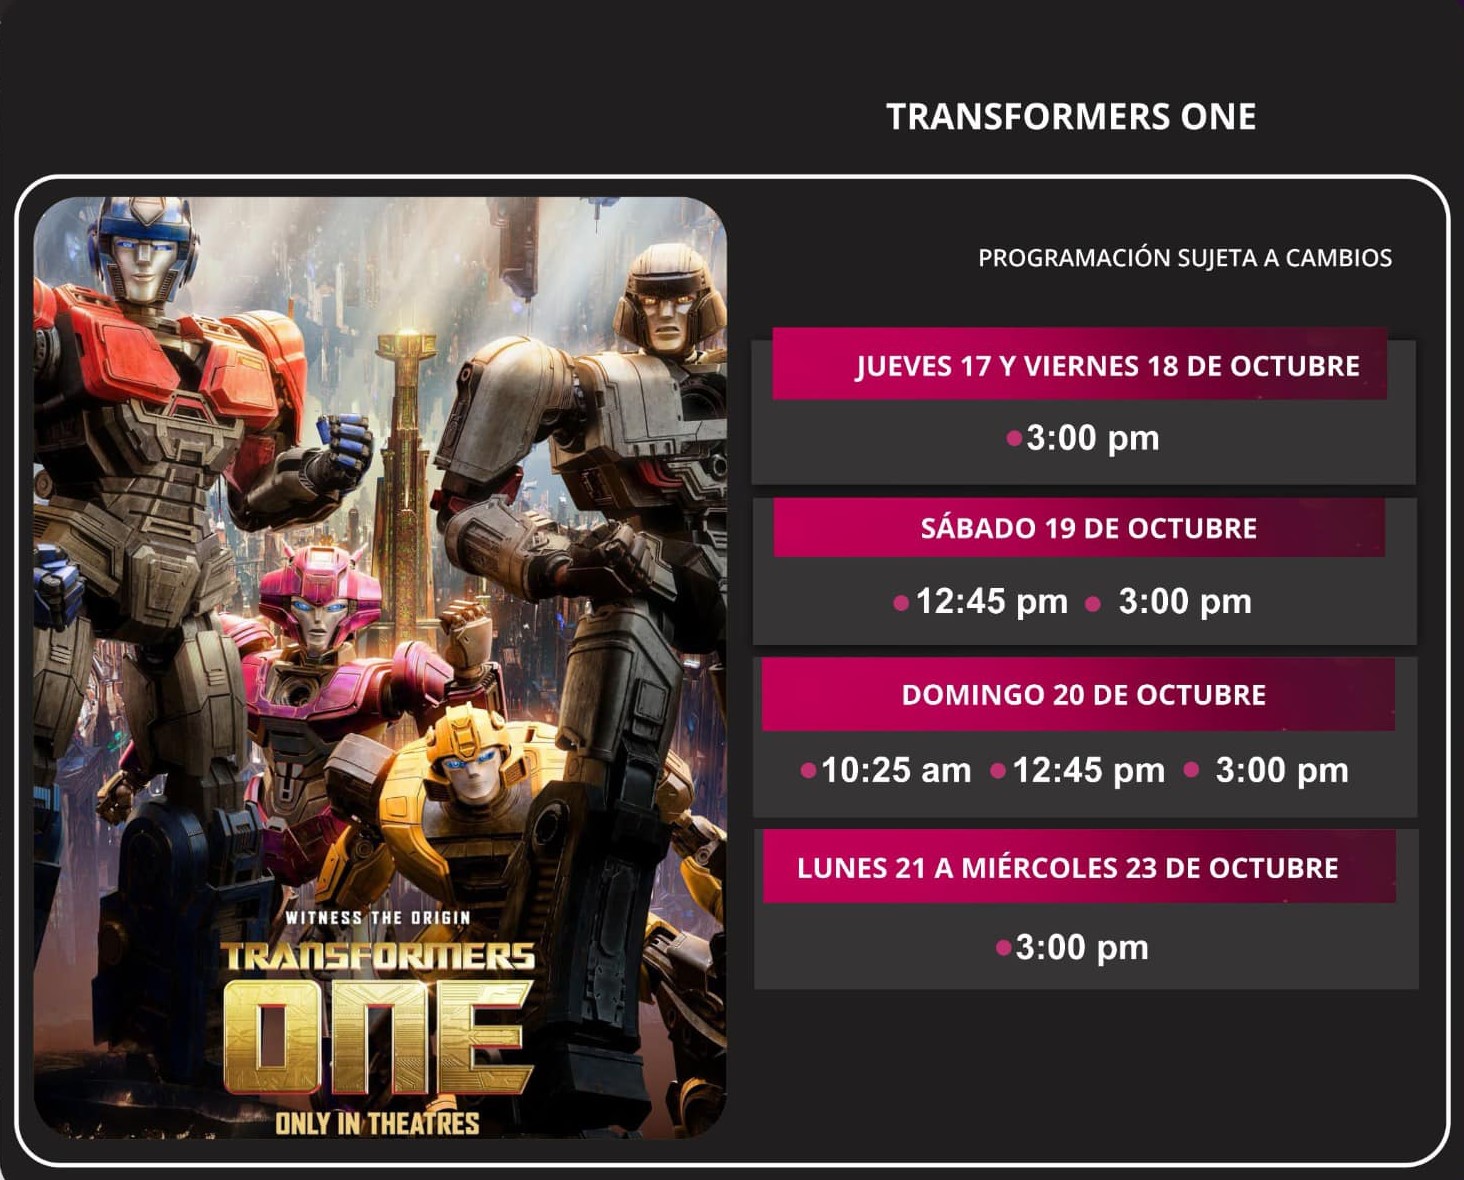 TRANSFORMERS ONE
PROGRAMACIÓN SUJETA A CAMBIOS
JUEVES 17 Y VIERNES 18 DE OCTUBRE
•3:00 pm
SÁBADO 19 DE OCTUBRE
•12:45 pm • 3:00 pm
DOMINGO 20 DE OCTUBRE
•10:25 am •12:45 pm • 3:00 pm
LUNES 21 A MIÉRCOLES 23 DE OCTUBRE
•3:00 pm
WITNESS THE ORIGIN
TRANSFORMERS
ONE
ONLY IN THEATRES